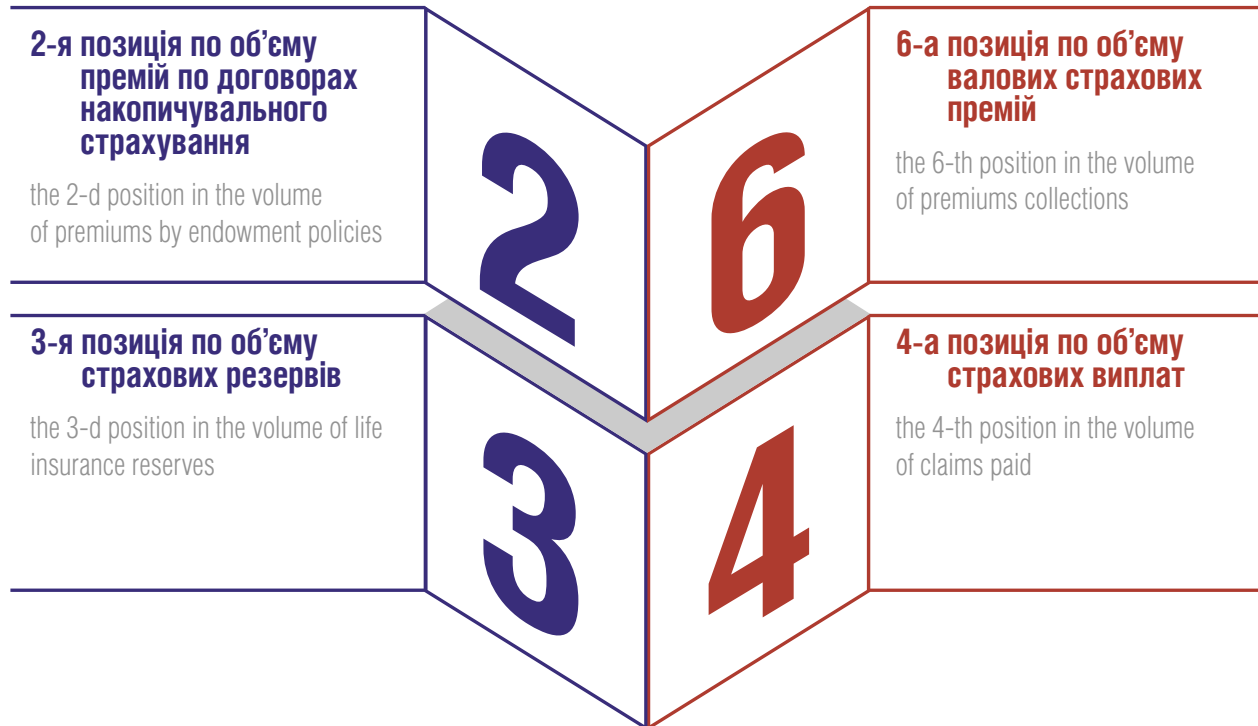 2-я позиція по об’єму
премій по договорах
накопичувального
страхування
the 2-d position in the volume
of premiums by endowment policies
2
6
6-а позиція по об’єму
валових страхових
премій
the 6-th position in the volume
of premiums collections
3-я позиція по об’єму
страхових резервів
the 3-d position in the volume of life
insurance reserves
3
4
4-а позиція по об’єму
страхових виплат
the 4-th position in the volume
of claims paid